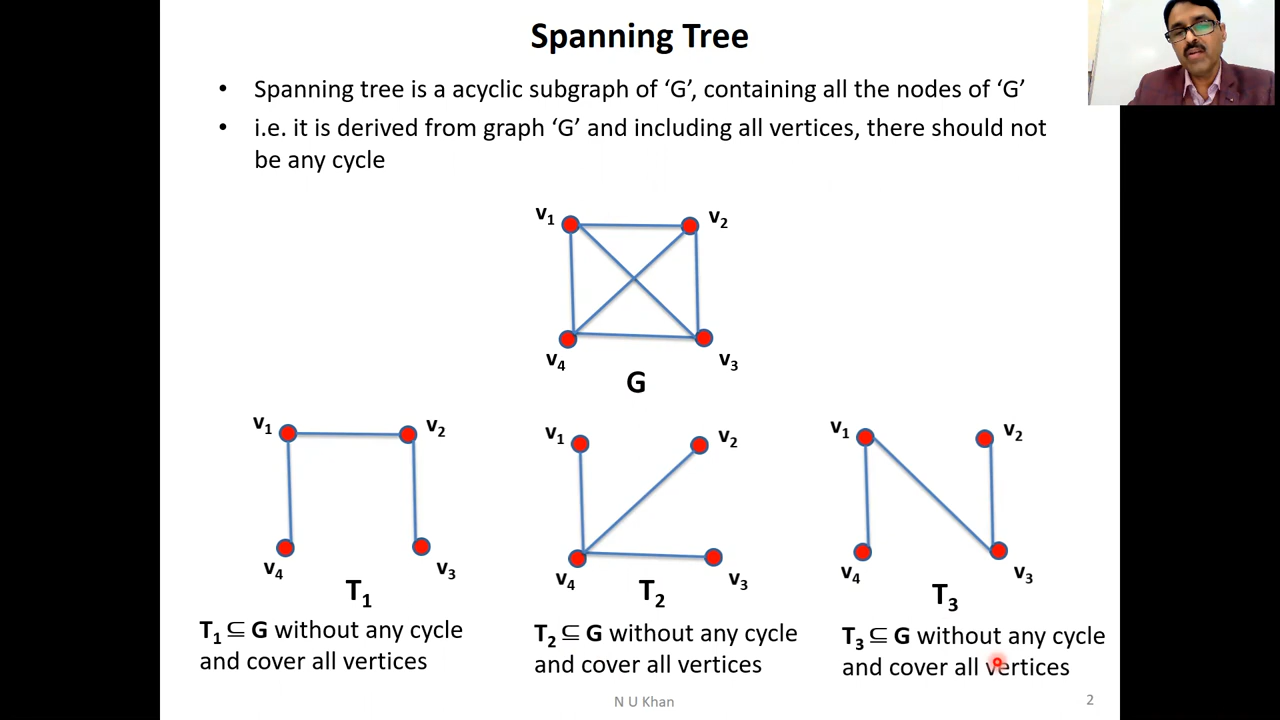 Spanning Tree
• Spanning tree is a acyclic subgraph of ‘G’, containing all the nodes of ‘G’
• i.e. it is derived from graph ‘G’ and including all vertices, there should not
be any cycle
v₁ v₂
v₄ v₃
G
v₁ v₂
v₄ v₃
T₁
T₁ ⊆ G without any cycle
and cover all vertices
v₁ v₂
v₄ v₃
T₂
T₂ ⊆ G without any cycle
and cover all vertices
v₁ v₂
v₄ v₃
T₃
T₃ ⊆ G without any cycle
and cover all vertices
N U Khan
2